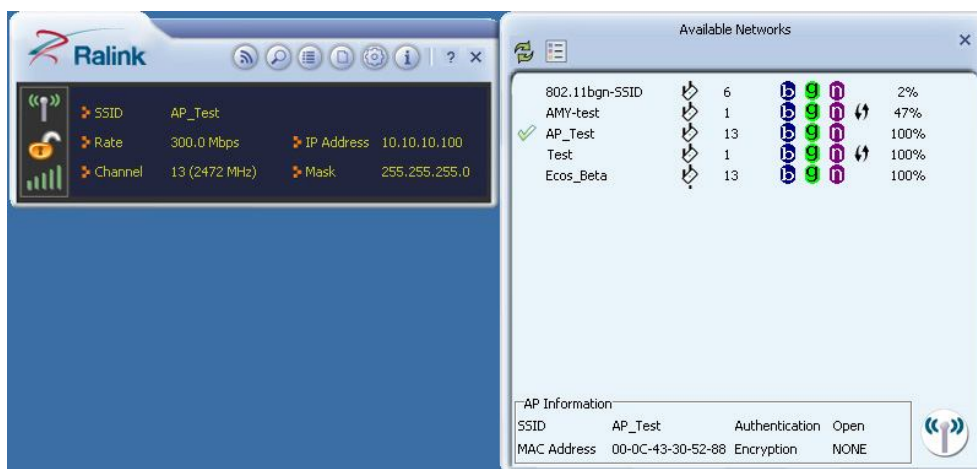 Ralink
? ×
SSID AP_Test
Rate 300.0 Mbps IP Address 10.10.10.100
Channel 13 (2472 MHz) Mask 255.255.255.0
Available Networks ×
802.11bgn-SSID 6 b g n 2%
AMY-test 1 b g n 47%
AP_Test 13 b g n 100%
Test 1 b g n 100%
Ecos_Beta 13 b g n 100%
AP Information
SSID AP_Test Authentication Open
MAC Address 00-0C-43-30-52-88 Encryption NONE